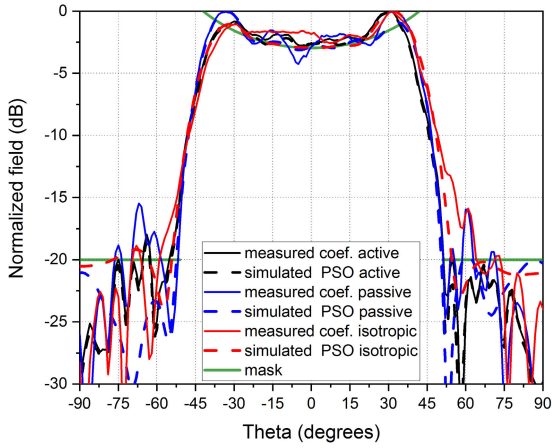 Normalized field (dB)
0
-5
-10
-15
-20
-25
-30
measured coef. active
simulated PSO active
measured coef. passive
simulated PSO passive
measured coef. isotropic
simulated PSO isotropic
mask
-90 -75 -60 -45 -30 -15 0 15 30 45 60 75 90
Theta (degrees)